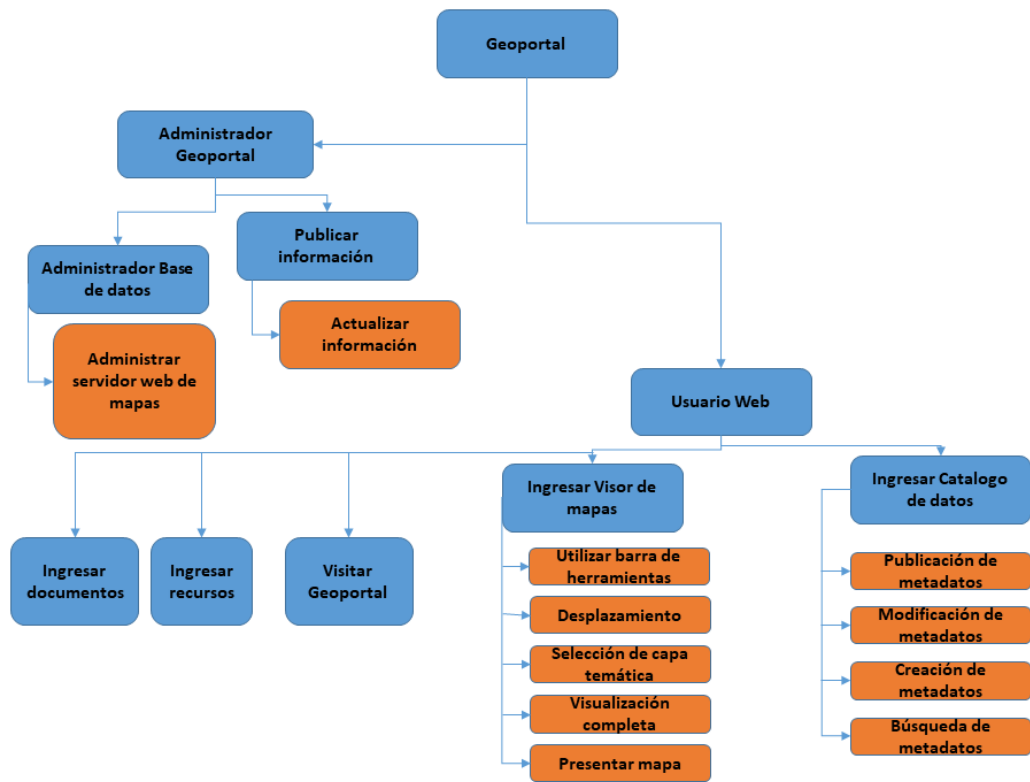 Geoportal
Administrador
Geoportal
Publicar
información
Administrador Base
de datos
Actualizar
información
Administrar
servidor web de
mapas
Usuario Web
Ingresar
documentos
Ingresar
recursos
Visitar
Geoportal
Ingresar Visor de
mapas
Utilizar barra de
herramientas
Desplazamiento
Selección de capa
temática
Visualización
completa
Presentar mapa
Ingresar Catalogo
de datos
Publicación de
metadatos
Modificación de
metadatos
Creación de
metadatos
Búsqueda de
metadatos